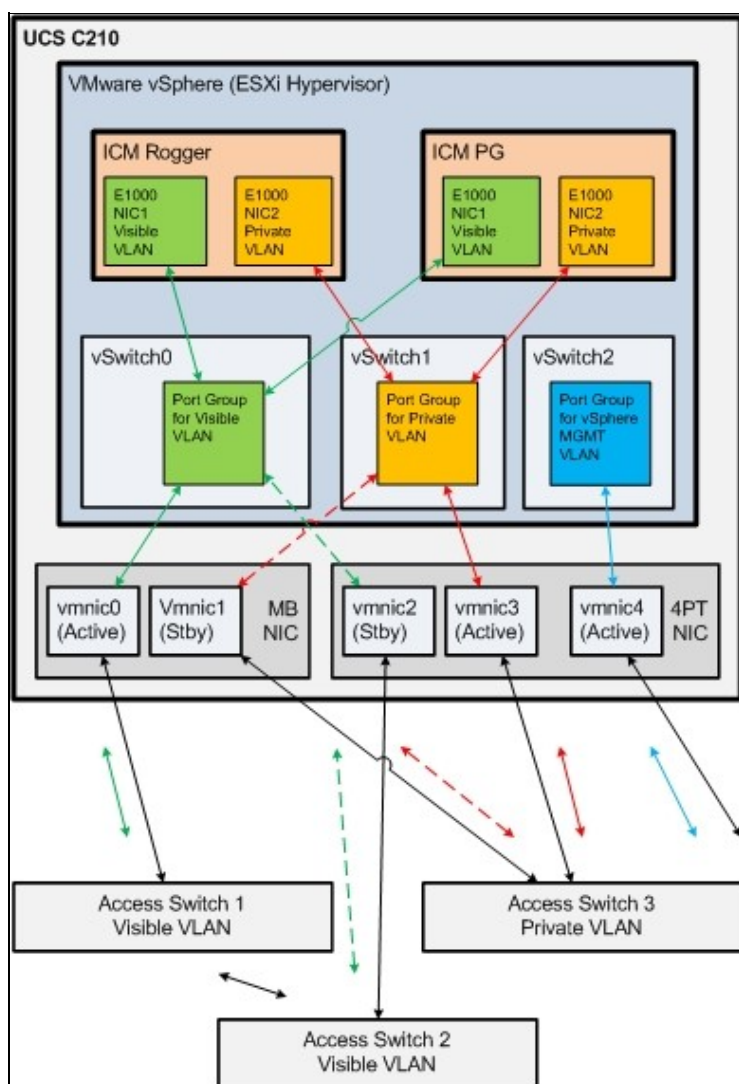 UCS C210
VMware vSphere (ESXi Hypervisor)
ICM Rogger
E1000
NIC1
Visible
VLAN
E1000
NIC2
Private
VLAN
ICM PG
E1000
NIC1
Visible
VLAN
E1000
NIC2
Private
VLAN
vSwitch0
Port Group
for Visible
VLAN
vSwitch1
Port Group
for Private
VLAN
vSwitch2
Port Group
for vSphere
MGMT
VLAN
vmnic0
(Active)
Vmnic1
(Stby)
MB
NIC
vmnic2
(Stby)
vmnic3
(Active)
vmnic4
(Active)
4PT
NIC
Access Switch 1
Visible VLAN
Access Switch 3
Private VLAN
Access Switch 2
Visible VLAN